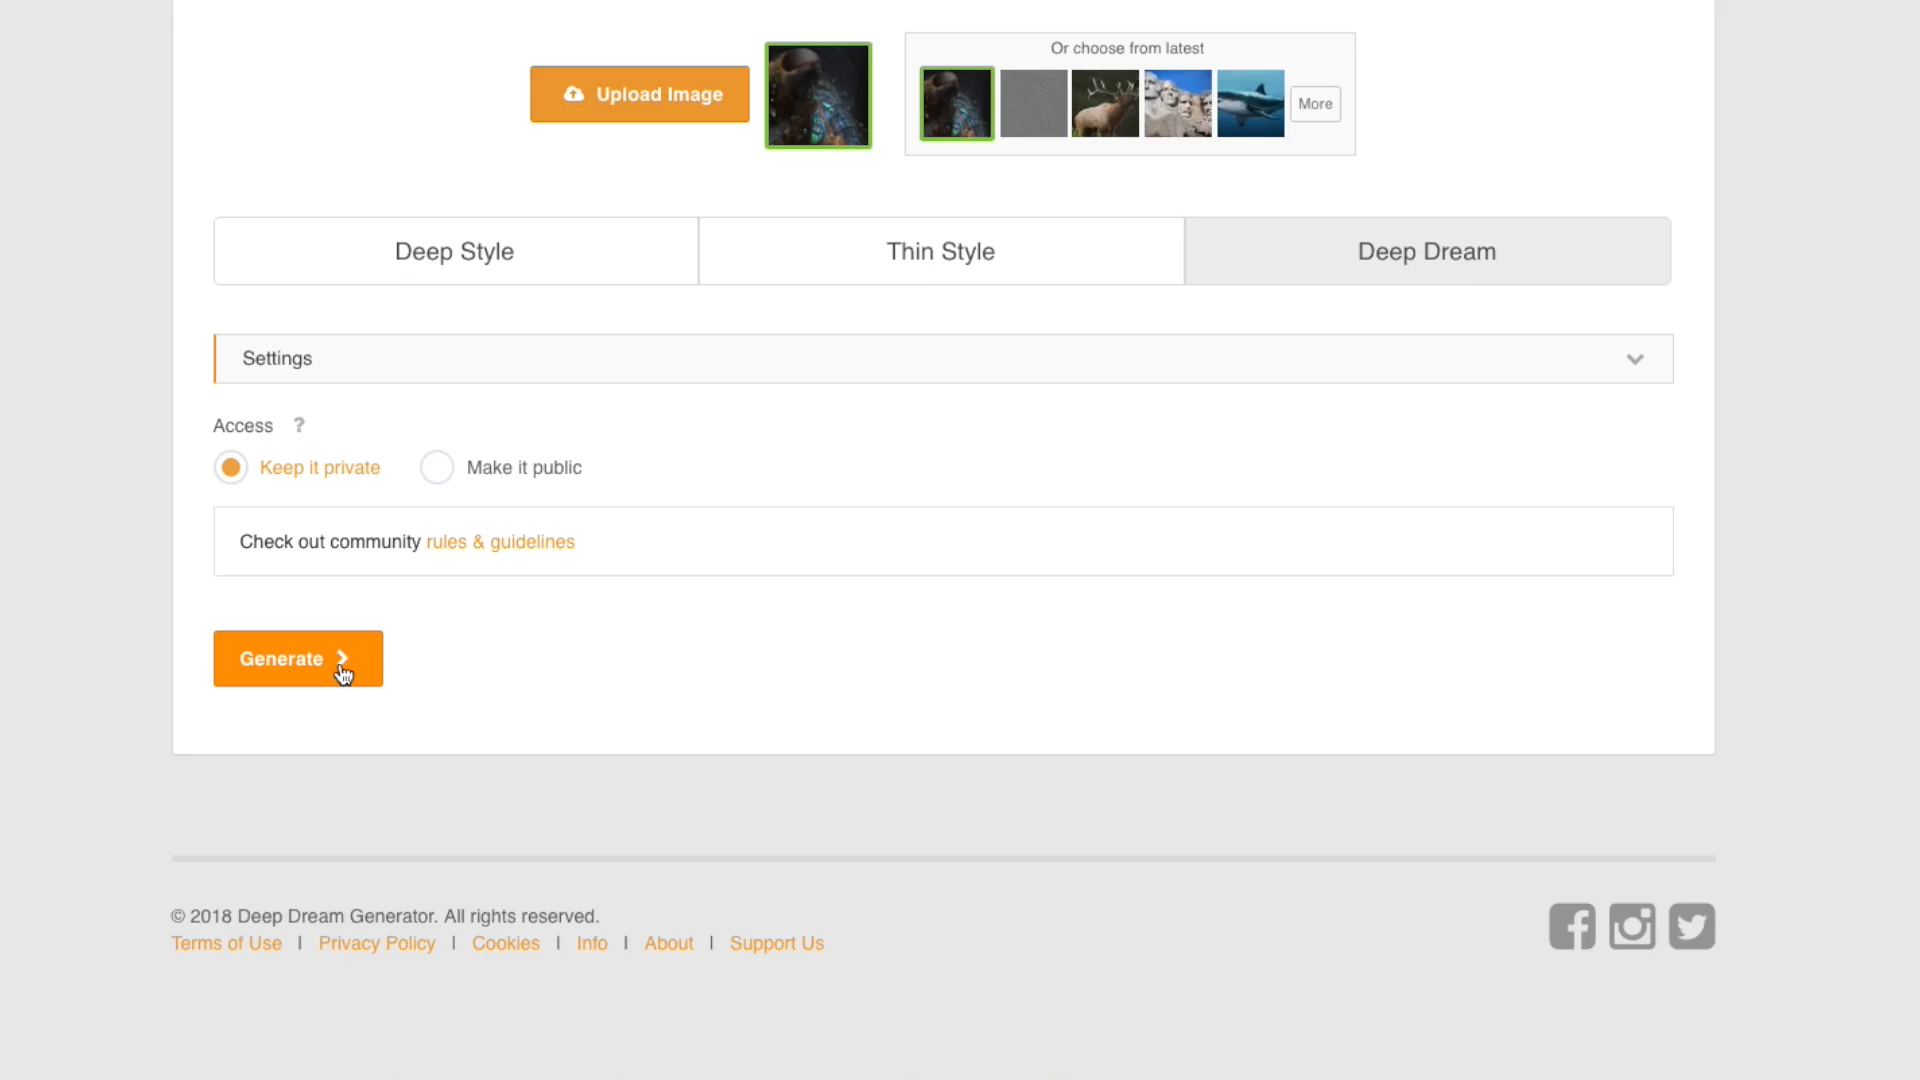 Or choose from latest
Upload Image
More
Deep Style
Thin Style
Deep Dream
Settings
Access ?
Keep it private
Make it public
Check out community rules & guidelines
Generate
© 2018 Deep Dream Generator. All rights reserved.
Terms of Use | Privacy Policy | Cookies | Info | About | Support Us